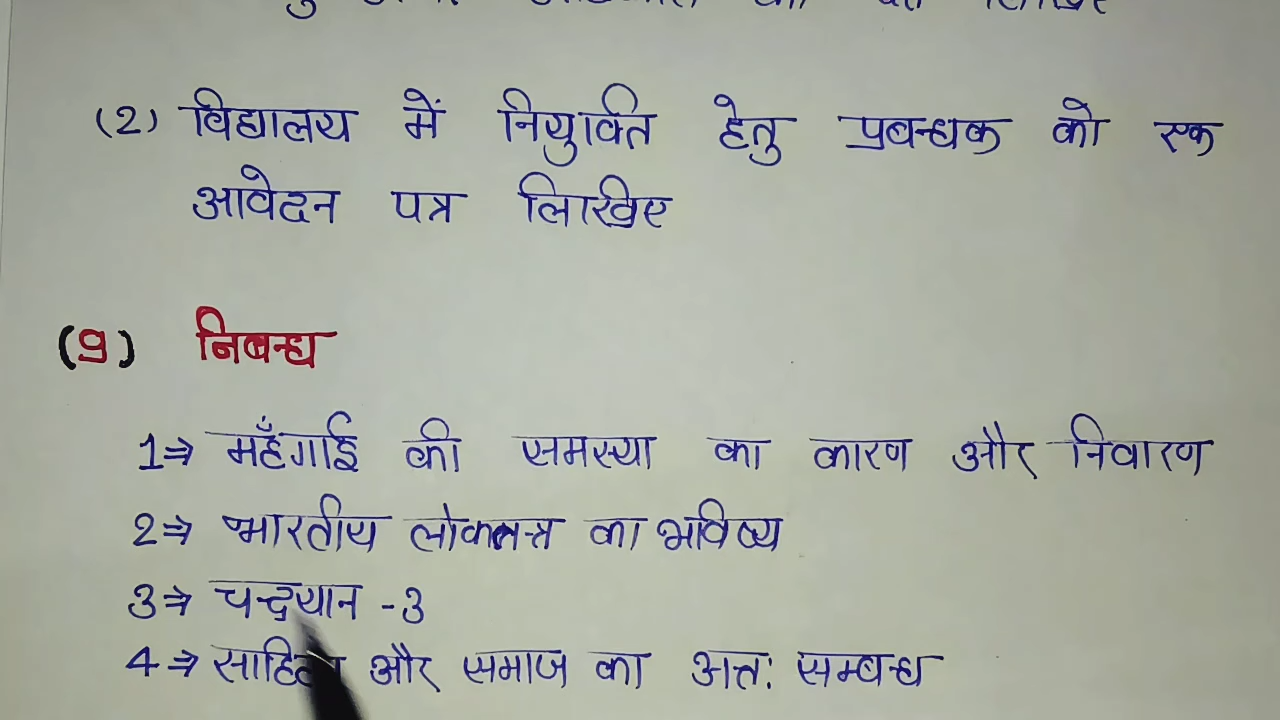 (2) विद्यालय में नियुक्ति हेतु प्रबन्धक को एक
आवेदन पत्र लिखिए
(9) निबन्ध
1⇒ महँगाई की समस्या का कारण और निवारण
2⇒ भारतीय लोकतन्त्र का भविष्य
3⇒ चन्द्रयान -3
4⇒ और समाज का अन्त: सम्बन्ध